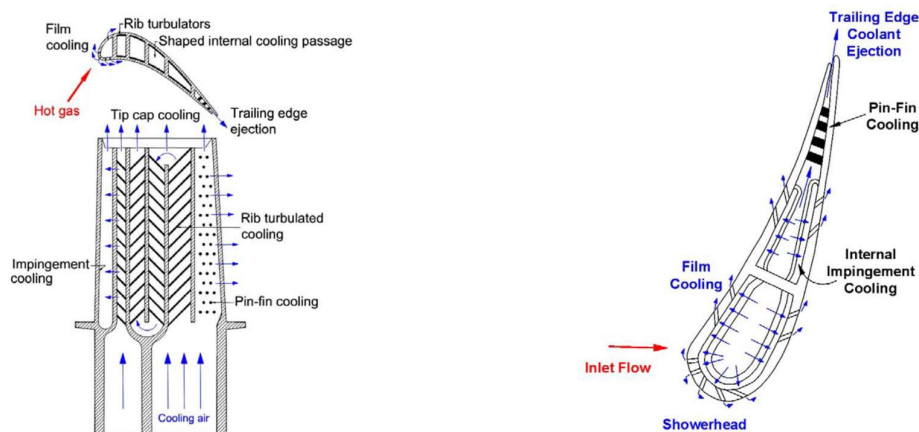 Film
cooling
Rib turbulators
Shaped internal cooling passage
Hot gas
Tip cap cooling
Trailing edge
ejection
Rib turbulated
cooling
Impingement
cooling
Pin-fin cooling
Cooling air
Trailing Edge
Coolant
Ejection
Pin-Fin
Cooling
Internal
Impingement
Cooling
Film
Cooling
Inlet Flow
Showerhead